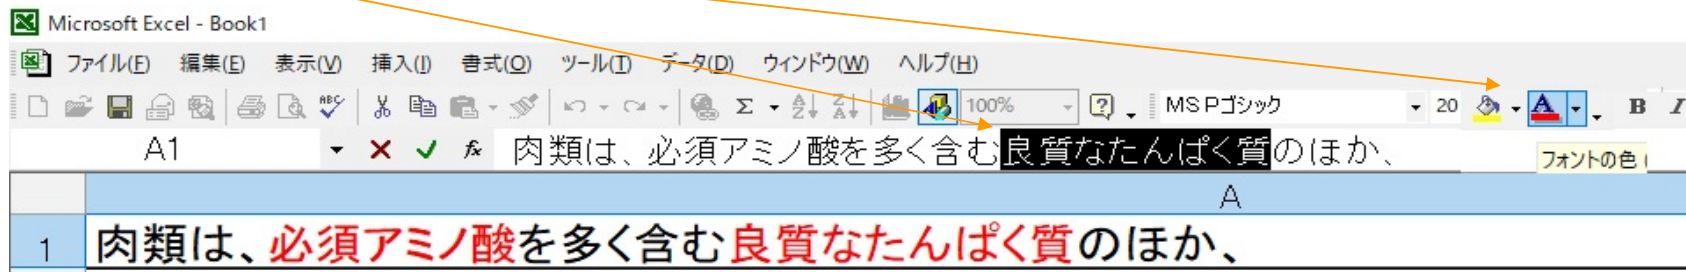 Microsoft Excel - Book1
ファイル(F) 編集(E) 表示(V) 挿入(I) 書式(O) ツール(T) データ(D) ウィンドウ(W) ヘルプ(H)
ABC Σ A Z Z A 100% ? MS Pゴシック 20 A B I
A1 fx 肉類は、必須アミノ酸を多く含む良質なたんぱく質のほか、
フォントの色 (
A
1 肉類は、必須アミノ酸を多く含む良質なたんぱく質のほか、